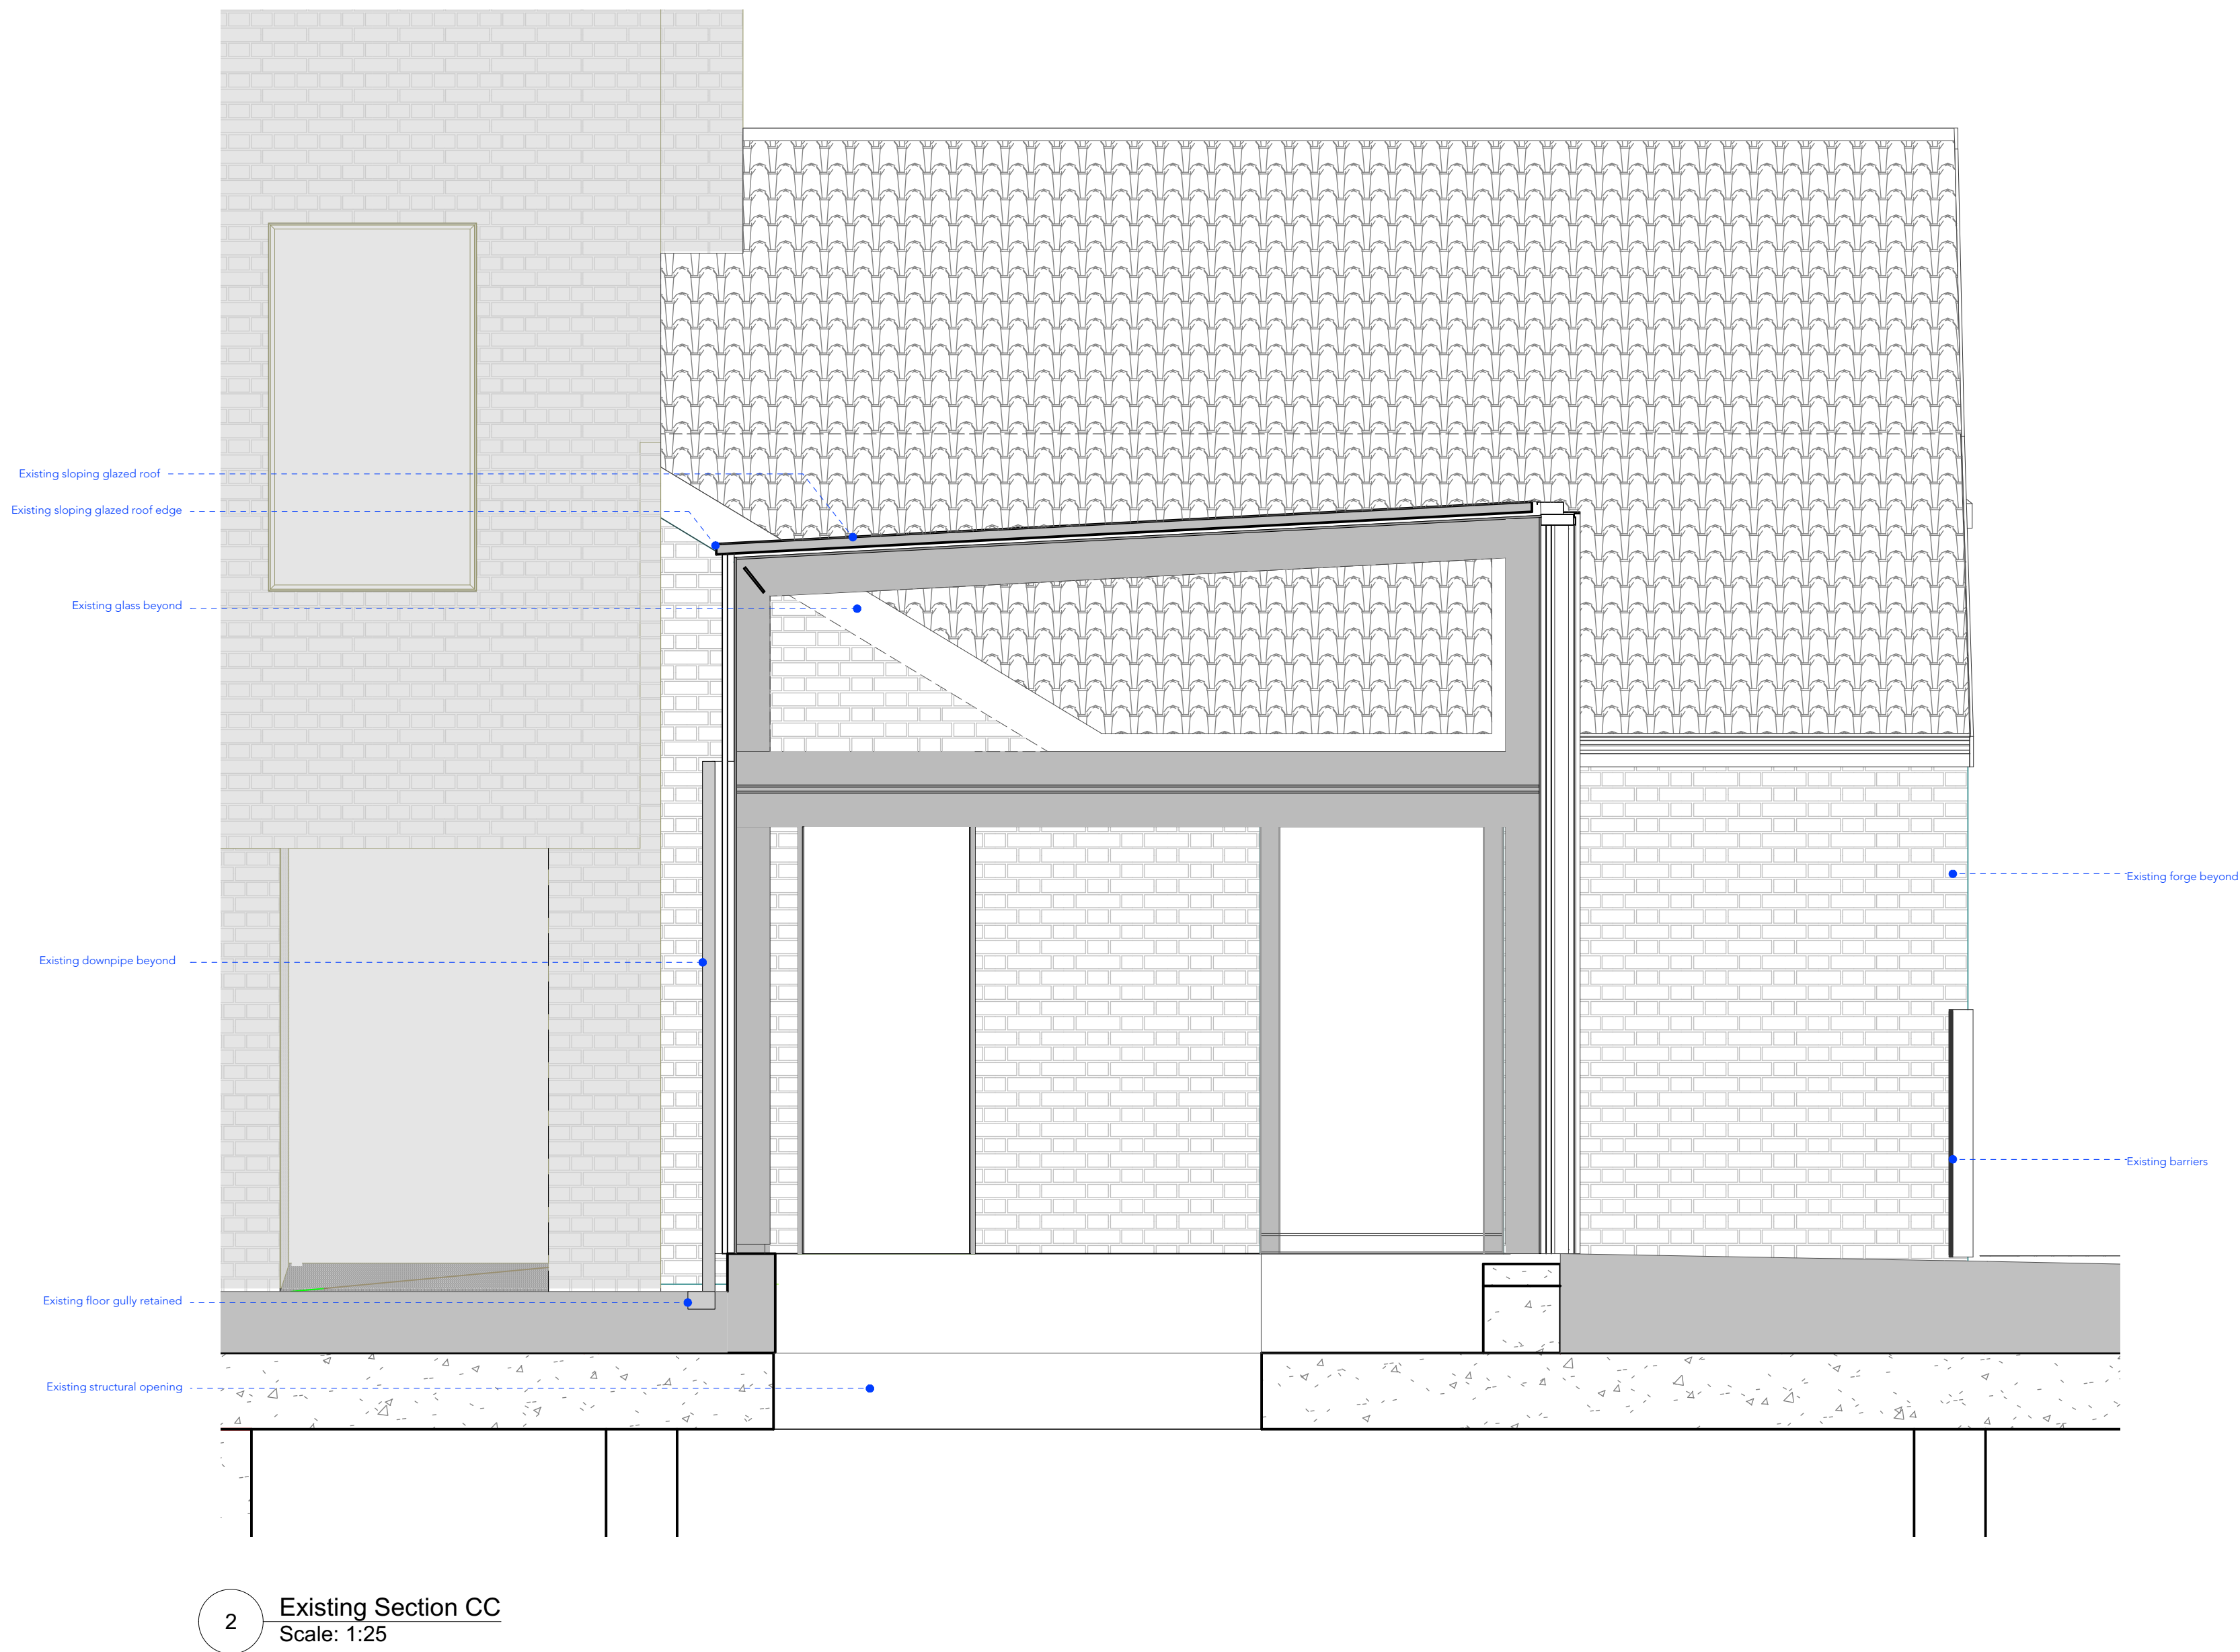 Existing sloping glazed roof
Existing sloping glazed roof edge
Existing glass beyond
Existing forge beyond
Existing downpipe beyond
Existing barriers
Existing floor gully retained
Existing structural opening
2
Existing Section CC
Scale: 1:25